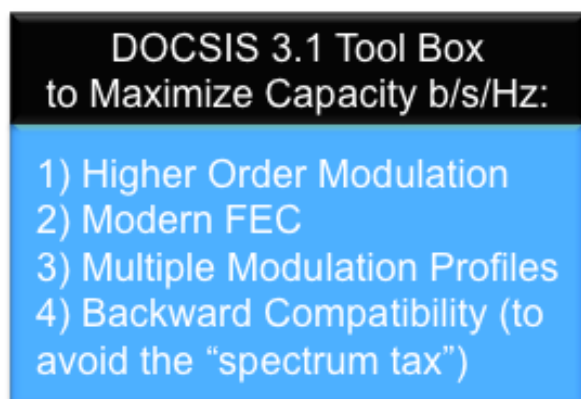 DOCSIS 3.1 Tool Box
to Maximize Capacity b/s/Hz:
1) Higher Order Modulation
2) Modern FEC
3) Multiple Modulation Profiles
4) Backward Compatibility (to
avoid the “spectrum tax”)